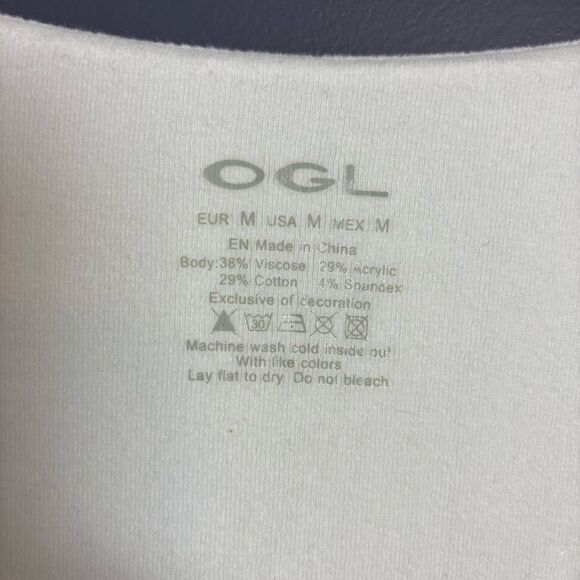 OGL
EUR M USA M MEX M
EN Made in China
Body:38% Viscose 29% Acrylic
29% Cotton 4% Spandex
Exclusive of decoration
30
Machine wash cold inside out
With like colors
Lay flat to dry Do not bleach